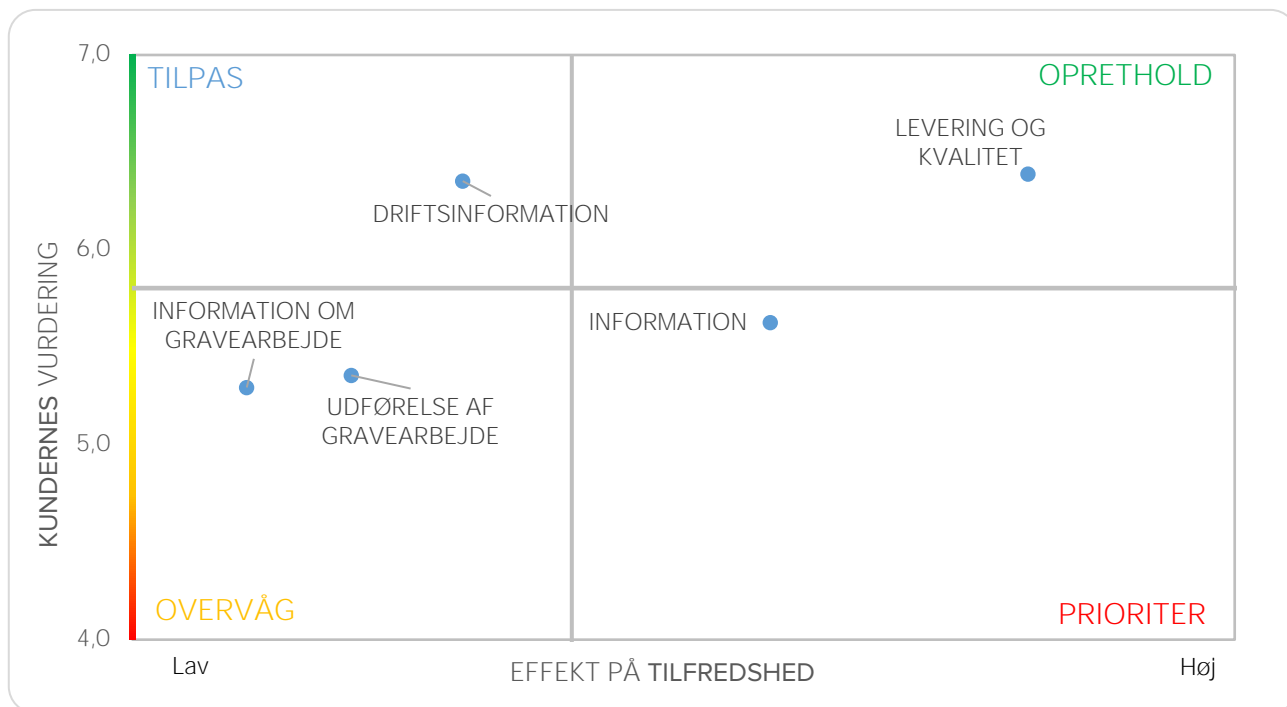 7,0
TILPAS
OPRETHOLD
LEVERING OG
KVALITET
DRIFTSINFORMATION
6,0
KUNDERNES VURDERING
INFORMATION OM
GRAVEARBEJDE
INFORMATION
UDFØRELSE AF
GRAVEARBEJDE
5,0
OVERVÅG
PRIORITER
4,0
Lav
EFFEKT PÅ TILFREDSHED
Høj